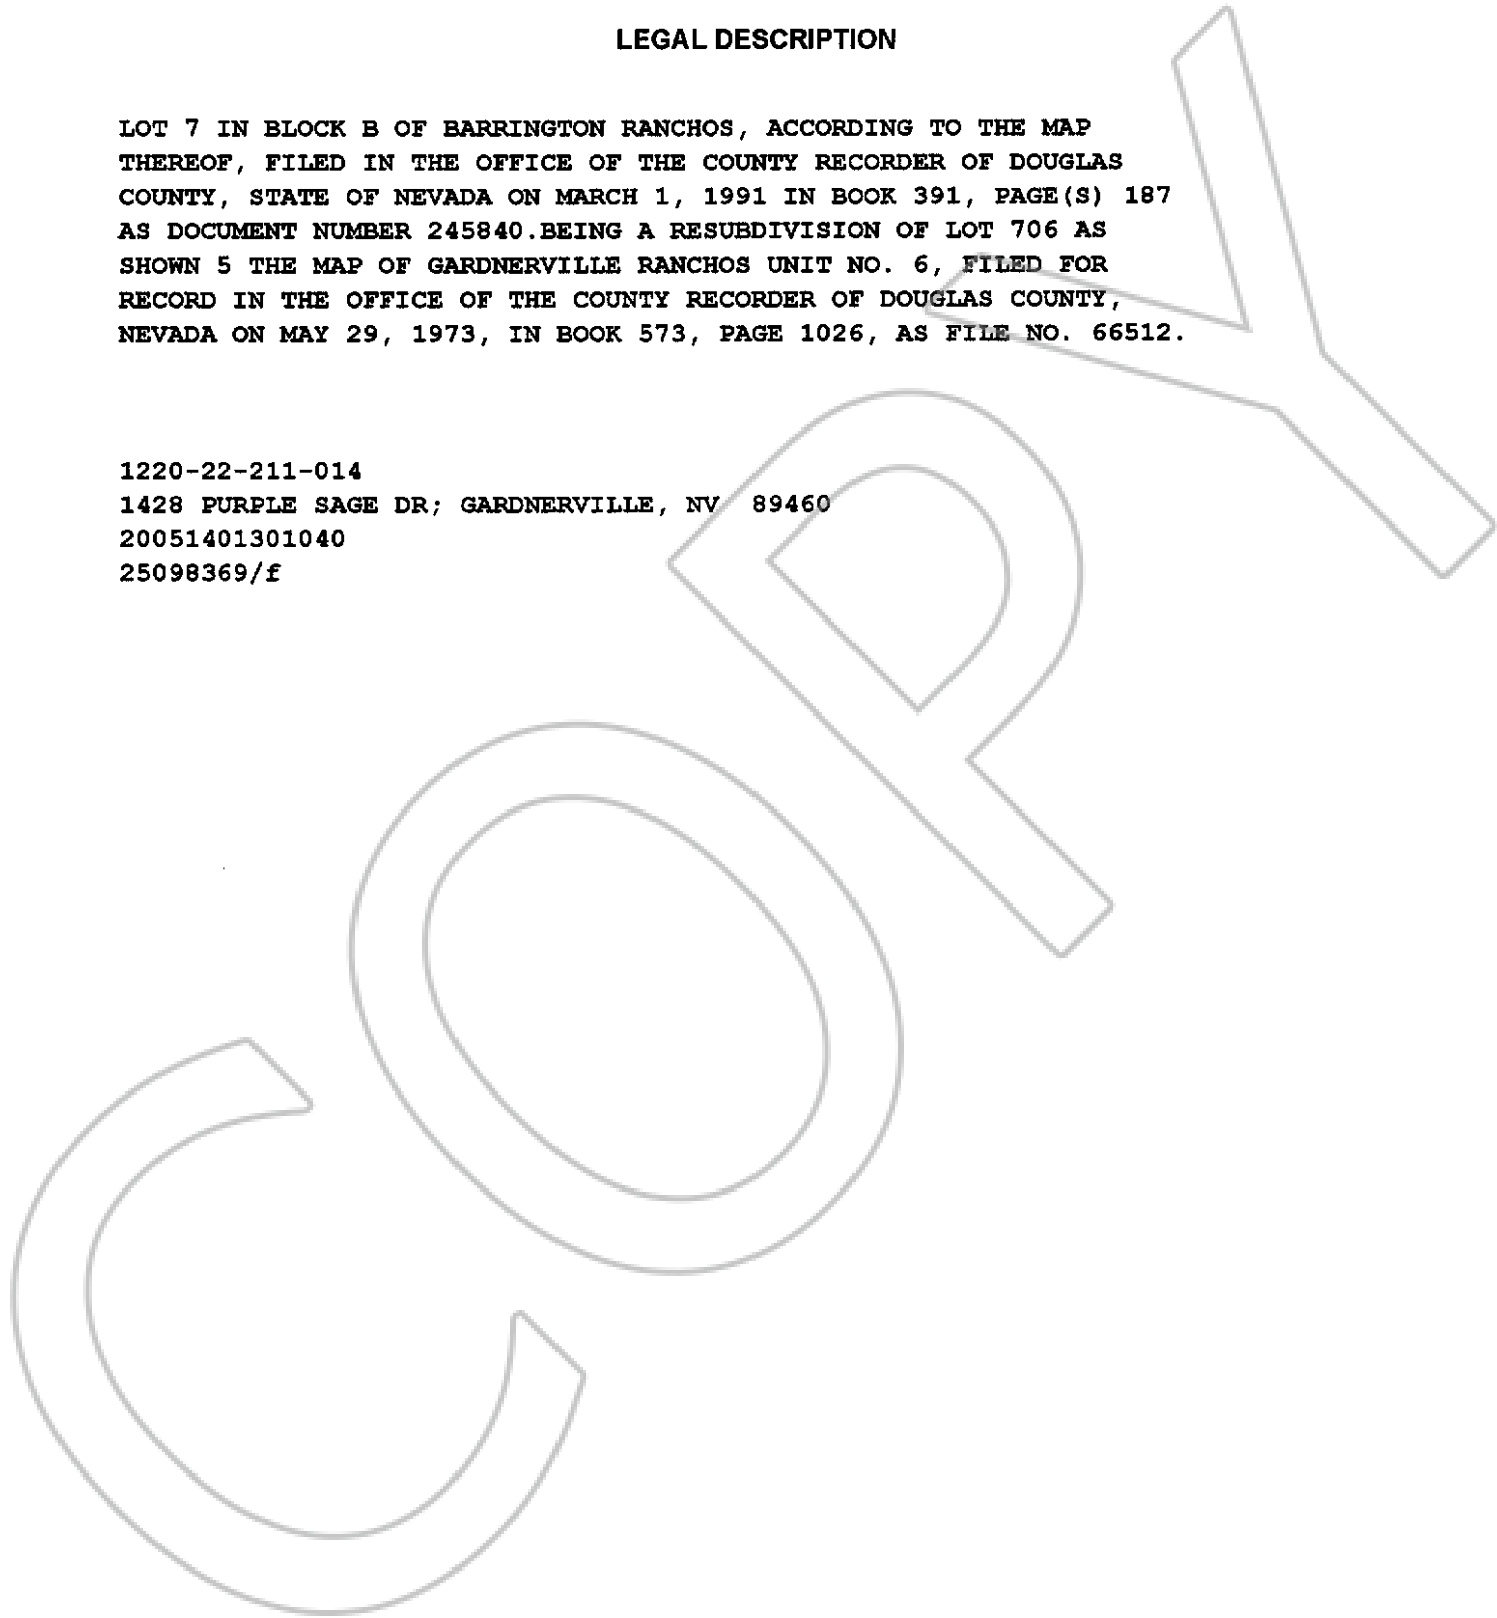 LEGAL DESCRIPTION
LOT 7 IN BLOCK B OF BARRINGTON RANCHOS, ACCORDING TO THE MAP
THEREOF, FILED IN THE OFFICE OF THE COUNTY RECORDER OF DOUGLAS
COUNTY, STATE OF NEVADA ON MARCH 1, 1991 IN BOOK 391, PAGE(S) 187
AS DOCUMENT NUMBER 245840.BEING A RESUBDIVISION OF LOT 706 AS
SHOWN 5 THE MAP OF GARDNERVILLE RANCHOS UNIT NO. 6, FILED FOR
RECORD IN THE OFFICE OF THE COUNTY RECORDER OF DOUGLAS COUNTY,
NEVADA ON MAY 29, 1973, IN BOOK 573, PAGE 1026, AS FILE NO. 66512.
1220-22-211-014
1428 PURPLE SAGE DR; GARDNERVILLE, NV 89460
20051401301040
25098369/f
COPY